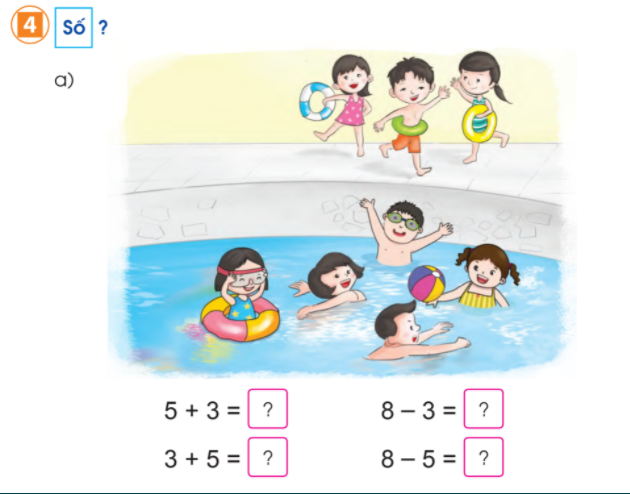 4 Số ?
a)
5 + 3 = ? 8 – 3 = ?
3 + 5 = ? 8 – 5 = ?